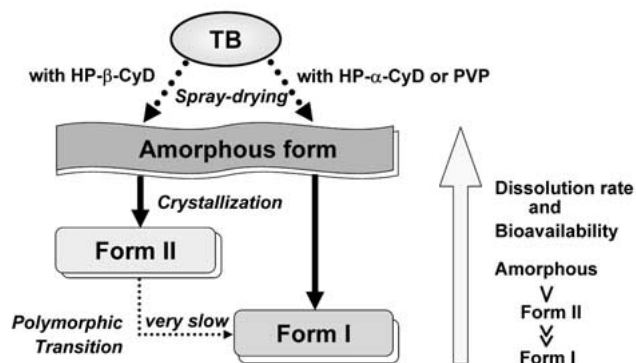 TB
with HP-β-CyD
with HP-α-CyD or PVP
Spray-drying
Amorphous form
Crystallization
Form II
Polymorphic
Transition
very slow
Form I
Dissolution rate
and
Bioavailability
Amorphous
∨
Form II
∨
∨
Form I